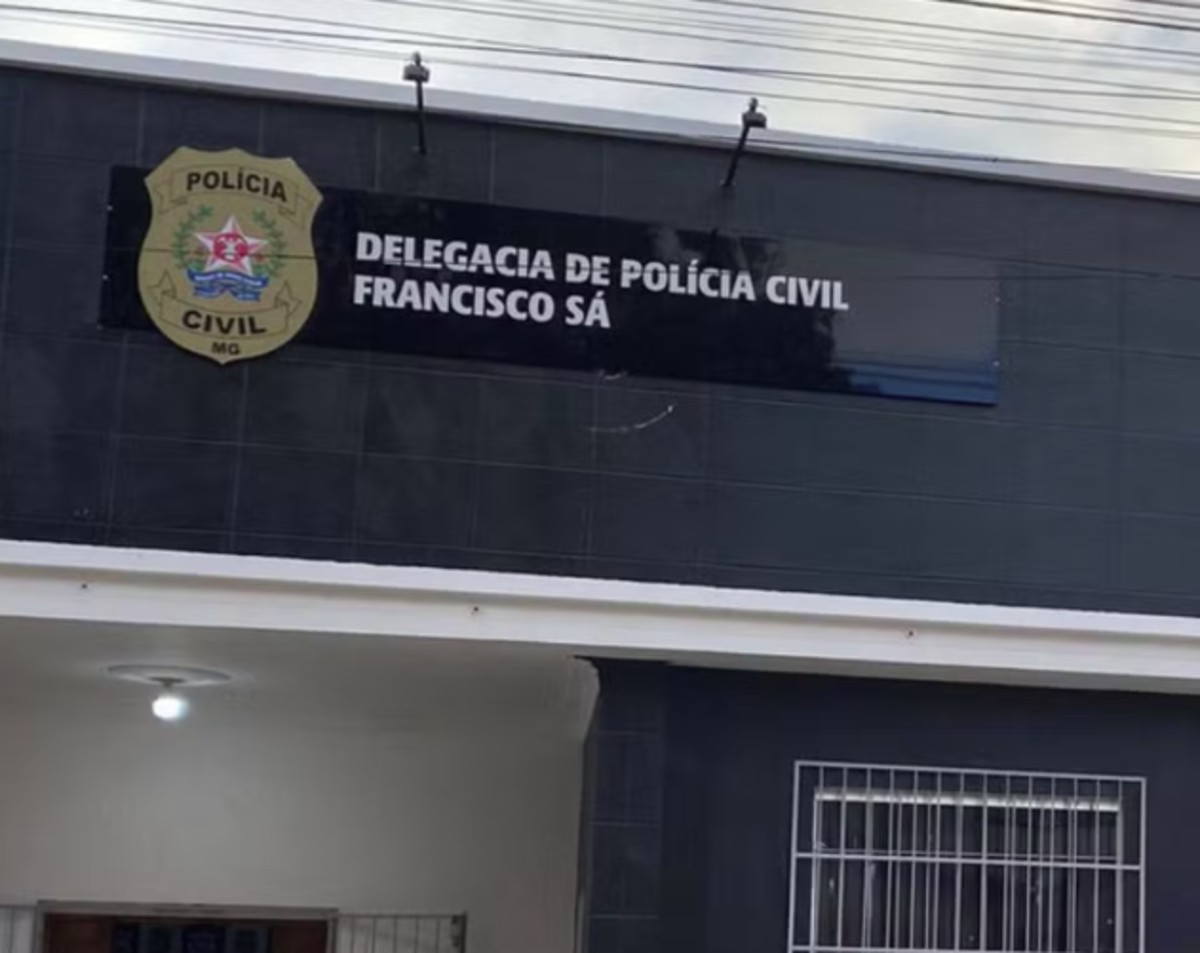 POLÍCIA
CIVIL
MG
DELEGACIA DE POLÍCIA CIVIL
FRANCISCO SÁ